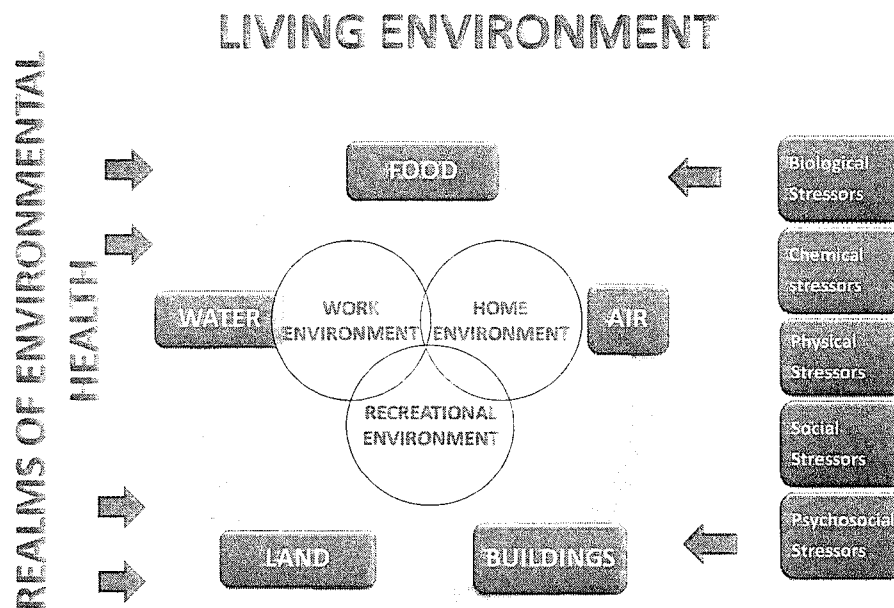 LIVING ENVIRONMENT
REALMS OF ENVIRONMENTAL
HEALTH
FOOD
WATER
WORK
ENVIRONMENT
HOME
ENVIRONMENT
AIR
RECREATIONAL
ENVIRONMENT
LAND
BUILDINGS
Biological
Stressors
Chemical
stressors
Physical
Stressors
Social
Stressors
Psychosocial
Stressors